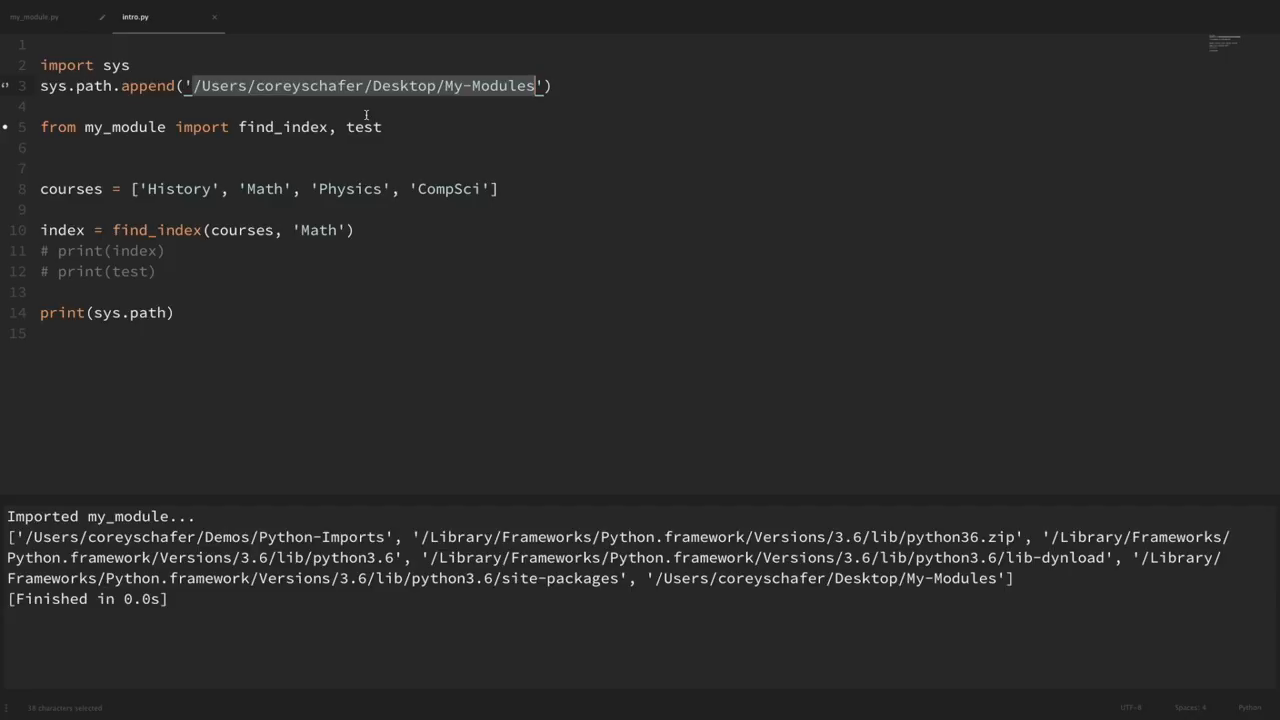 my_module.py
intro.py
1
2 import sys
3 sys.path.append('/Users/coreyschafer/Desktop/My-Modules')
4
5 from my_module import find_index, test
6
7
8 courses = ['History', 'Math', 'Physics', 'CompSci']
9
10 index = find_index(courses, 'Math')
11 # print(index)
12 # print(test)
13
14 print(sys.path)
15
Imported my_module...
['/Users/coreyschafer/Demos/Python-Imports', '/Library/Frameworks/Python.framework/Versions/3.6/lib/python36.zip', '/Library/Frameworks/
Python.framework/Versions/3.6/lib/python3.6', '/Library/Frameworks/Python.framework/Versions/3.6/lib/python3.6/lib-dynload', '/Library/
Frameworks/Python.framework/Versions/3.6/lib/python3.6/site-packages', '/Users/coreyschafer/Desktop/My-Modules']
[Finished in 0.0s]
18 characters selected
UTF-8
Spaces: 4
Python